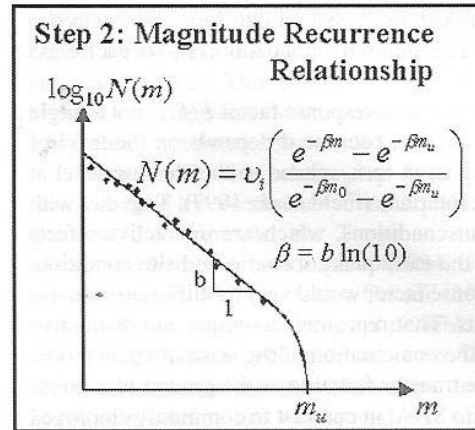 Step 2: Magnitude Recurrence
Relationship
log₁₀N(m)
N(m) = υᵢ ( (e^(-βm) - e^(-βmᵤ)) / (e^(-βm₀) - e^(-βmᵤ)) )
β = b ln(10)
b
1
mᵤ
m